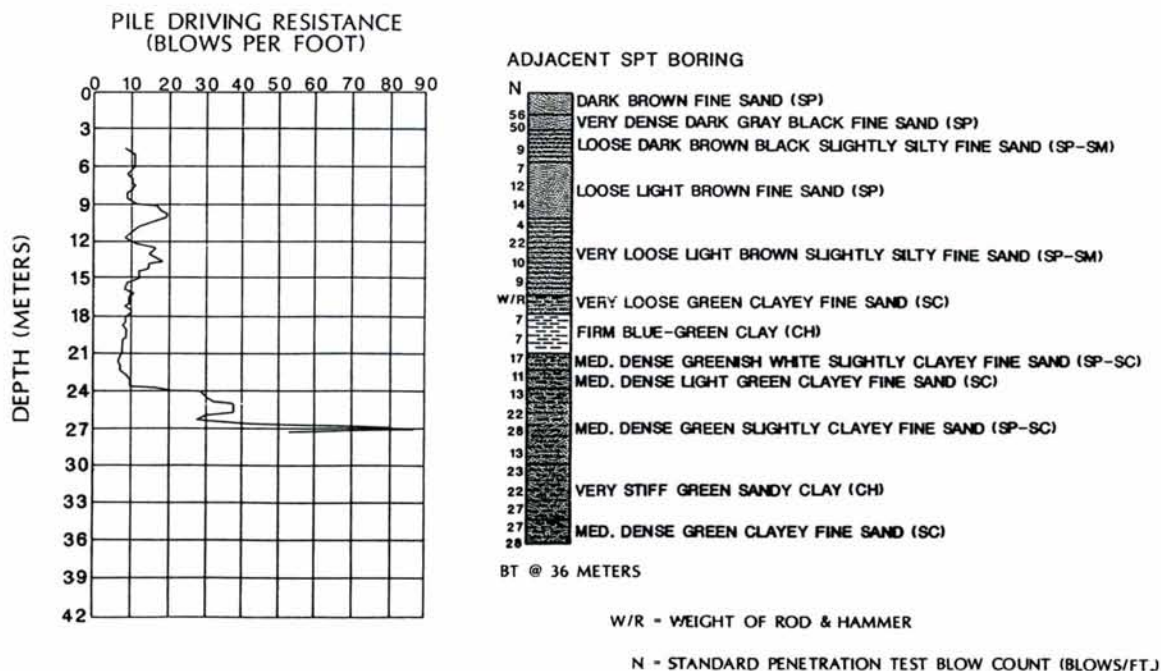 PILE DRIVING RESISTANCE
(BLOWS PER FOOT)
0 10 20 30 40 50 60 70 80 90
0
3
6
9
12
15
18
21
24
27
30
33
36
39
42
DEPTH (METERS)
ADJACENT SPT BORING
N
DARK BROWN FINE SAND (SP)
56
50
VERY DENSE DARK GRAY BLACK FINE SAND (SP)
9
LOOSE DARK BROWN BLACK SLIGHTLY SILTY FINE SAND (SP-SM)
7
12
LOOSE LIGHT BROWN FINE SAND (SP)
14
4
22
VERY LOOSE LIGHT BROWN SLIGHTLY SILTY FINE SAND (SP-SM)
10
9
W/R
VERY LOOSE GREEN CLAYEY FINE SAND (SC)
7
FIRM BLUE-GREEN CLAY (CH)
7
17
MED. DENSE GREENISH WHITE SLIGHTLY CLAYEY FINE SAND (SP-SC)
11
MED. DENSE LIGHT GREEN CLAYEY FINE SAND (SC)
13
22
28
MED. DENSE GREEN SLIGHTLY CLAYEY FINE SAND (SP-SC)
13
23
22
VERY STIFF GREEN SANDY CLAY (CH)
27
27
MED. DENSE GREEN CLAYEY FINE SAND (SC)
28
BT @ 36 METERS
W/R = WEIGHT OF ROD & HAMMER
N = STANDARD PENETRATION TEST BLOW COUNT (BLOWS/FT.)